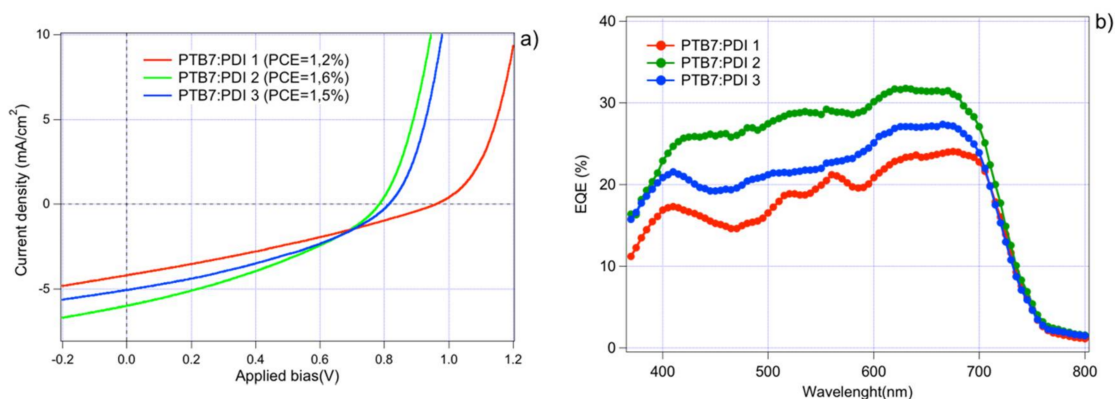 a)
PTB7:PDI 1 (PCE=1,2%)
PTB7:PDI 2 (PCE=1,6%)
PTB7:PDI 3 (PCE=1,5%)
Current density (mA/cm²)
10
5
0
-5
-0.2 0.0 0.2 0.4 0.6 0.8 1.0 1.2
Applied bias(V)
b)
PTB7:PDI 1
PTB7:PDI 2
PTB7:PDI 3
EQE (%)
40
30
20
10
0
400 500 600 700 800
Wavelenght(nm)